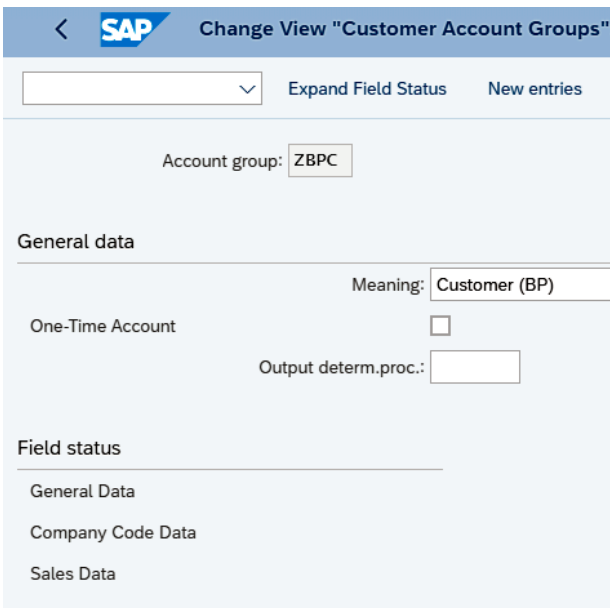 SAP Change View "Customer Account Groups"
Expand Field Status New entries
Account group: ZBPC
General data
Meaning: Customer (BP)
One-Time Account
Output determ.proc.:
Field status
General Data
Company Code Data
Sales Data